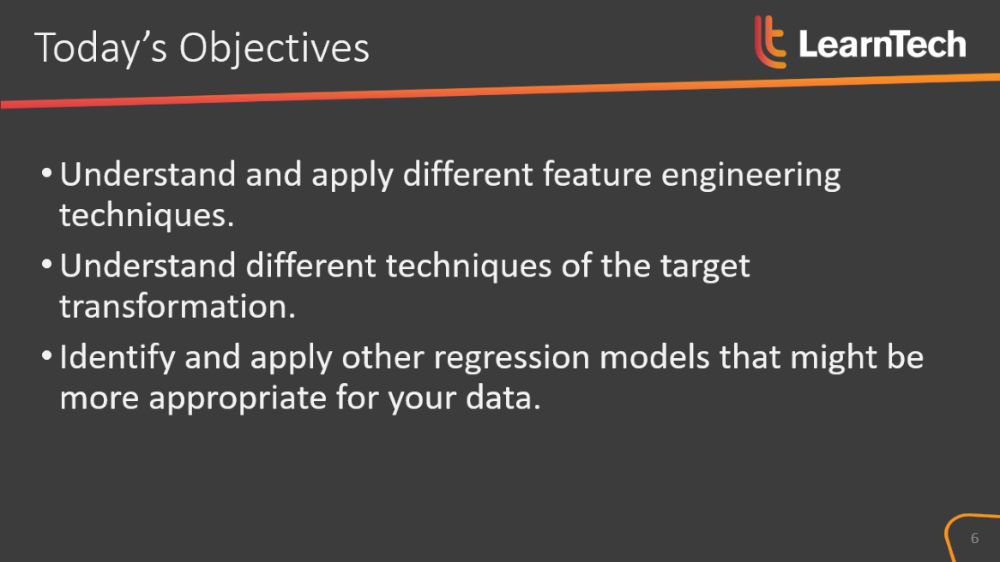 Today’s Objectives
LearnTech
• Understand and apply different feature engineering
techniques.
• Understand different techniques of the target
transformation.
• Identify and apply other regression models that might be
more appropriate for your data.
6